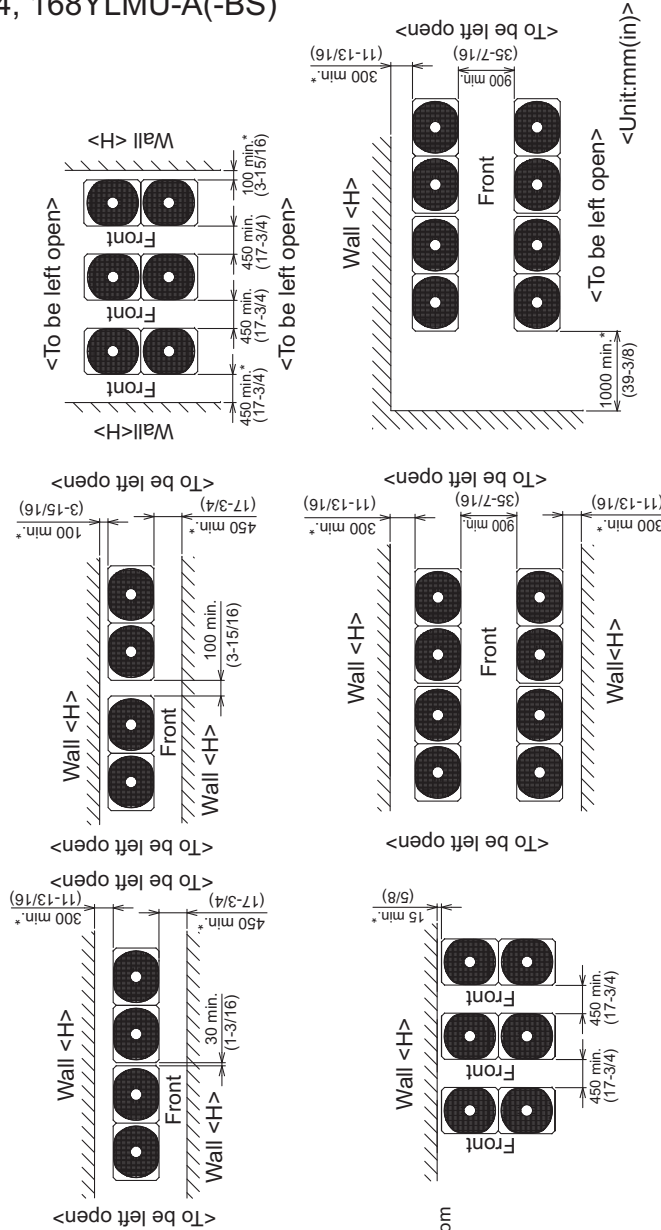 4, 168YLMU-A(-BS)
Wall <H>
<To be left open>
Front
Front
Front
100 min.*
(3-15/16)
450 min.
(17-3/4)
450 min.
(17-3/4)
450 min.*
(17-3/4)
<To be left open>
Wall<H>
<To be left open>
300 min.*
(11-13/16)
900 min.
(35-7/16)
Wall <H>
Front
<To be left open>
1000 min.*
(39-3/8)
<Unit:mm(in)>
<To be left open>
100 min.*
(3-15/16)
450 min.*
(17-3/4)
Wall <H>
Front
100 min.
(3-15/16)
Wall <H>
<To be left open>
<To be left open>
300 min.*
(11-13/16)
900 min.
(35-7/16)
300 min.*
(11-13/16)
Wall <H>
Front
Wall<H>
<To be left open>
<To be left open>
300 min.*
(11-13/16)
450 min.*
(17-3/4)
Wall <H>
Front
30 min.
(1-3/16)
Wall <H>
<To be left open>
15 min.*
(5/8)
Wall <H>
Front
Front
Front
450 min.
(17-3/4)
450 min.
(17-3/4)
om